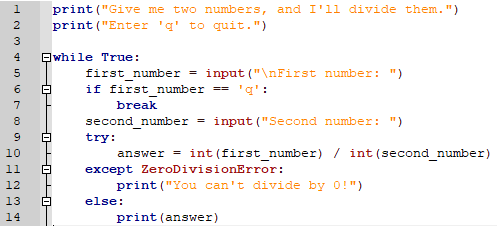 1 print("Give me two numbers, and I'll divide them.")
2 print("Enter 'q' to quit.")
3
4 while True:
5     first_number = input("\nFirst number: ")
6     if first_number == 'q':
7         break
8     second_number = input("Second number: ")
9     try:
10         answer = int(first_number) / int(second_number)
11     except ZeroDivisionError:
12         print("You can't divide by 0!")
13     else:
14         print(answer)